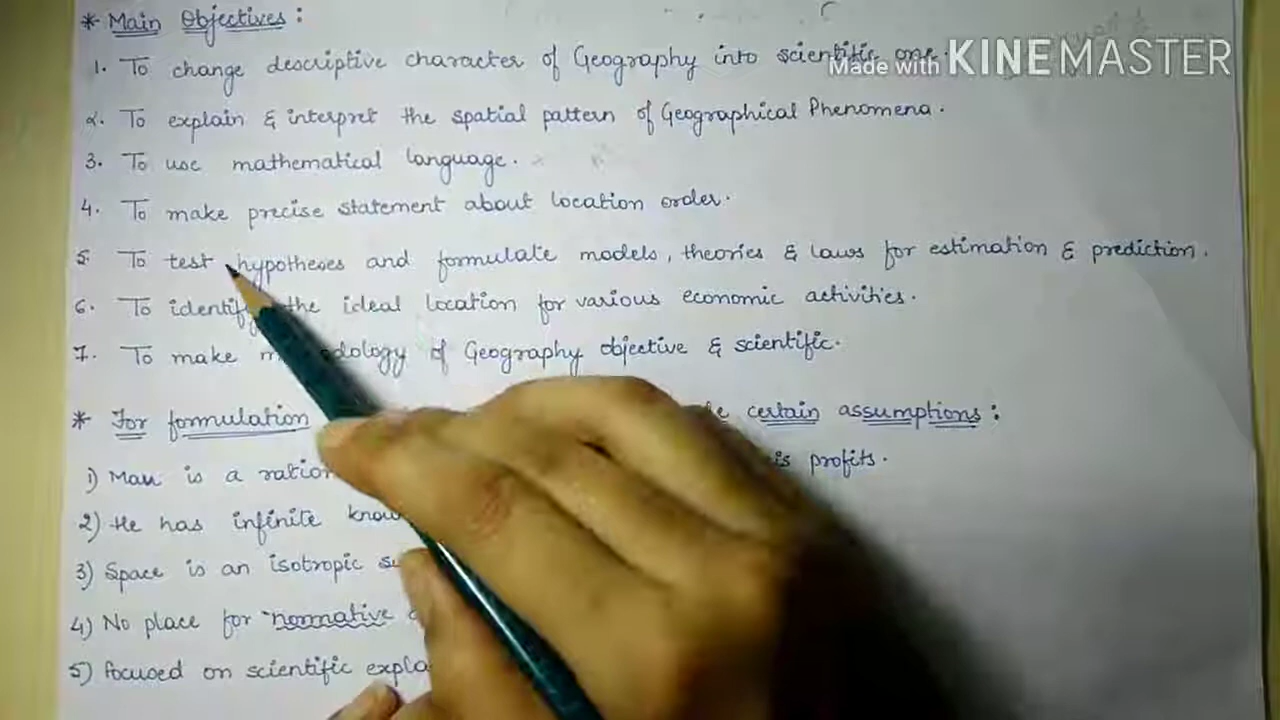 * Main Objectives :
1. To change descriptive character of Geography into scientific one.
Made with KINEMASTER
2. To explain & interpret the spatial pattern of Geographical Phenomena.
3. To use mathematical language.
4. To make precise statement about location order.
5 To test hypotheses and formulate models, theories & laws for estimation & prediction.
6. To identify the ideal location for various economic activities.
7. To make of Geography objective & scientific.
* For formulation certain assumptions :
1) Man is a profits.
2) He has infinite
3) Space is an isotropic
4) No place for "normative
5) Focused on scientific